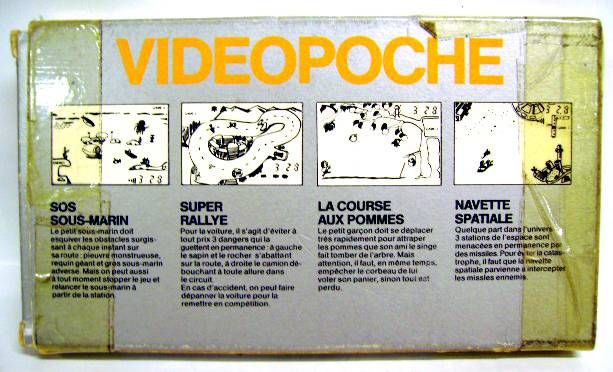 VIDEOPOCHE
3 28
3 28
3 28
3 28
SOS
SOUS-MARIN
Le petit sous-marin doit
esquiver les obstacles surgis-
sant à chaque instant sur
sa route : pieuvre monstrueuse,
requin géant et gros sous-marin
adverse. Mais on peut aussi
à tout moment stopper le jeu et
relancer le sous-marin à
partir de la station.
SUPER
RALLYE
Pour la voiture, il s'agit d'éviter à
tout prix 3 dangers qui la
guettent en permanence : à gauche
le sapin et le rocher s'abattant
sur la route, à droite le camion dé-
bouchant à toute allure dans
le circuit.
En cas d'accident, on peut faire
dépanner la voiture pour la
remettre en compétition.
LA COURSE
AUX POMMES
Le petit garçon doit se déplacer
très rapidement pour attraper
les pommes que son ami le singe
fait tomber de l'arbre. Mais
attention, il faut, en même temps,
empêcher le corbeau de lui
voler son panier, sinon tout est
perdu.
NAVETTE
SPATIALE
Quelque part dans l'univers
3 stations de l'espace sont
menacées en permanence par
des missiles. Pour éviter la catas-
trophe, il faut que la navette
spatiale parvienne à intercepter
les missiles ennemis.